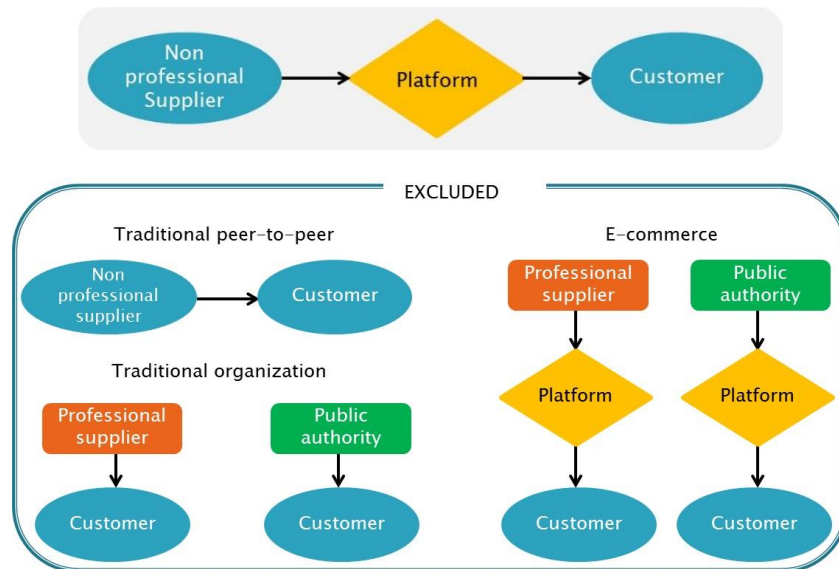 Non
professional
Supplier
Platform
Customer
EXCLUDED
Traditional peer-to-peer
Non
professional
supplier
Customer
Traditional organization
Professional
supplier
Public
authority
Customer
Customer
E-commerce
Professional
supplier
Public
authority
Platform
Platform
Customer
Customer